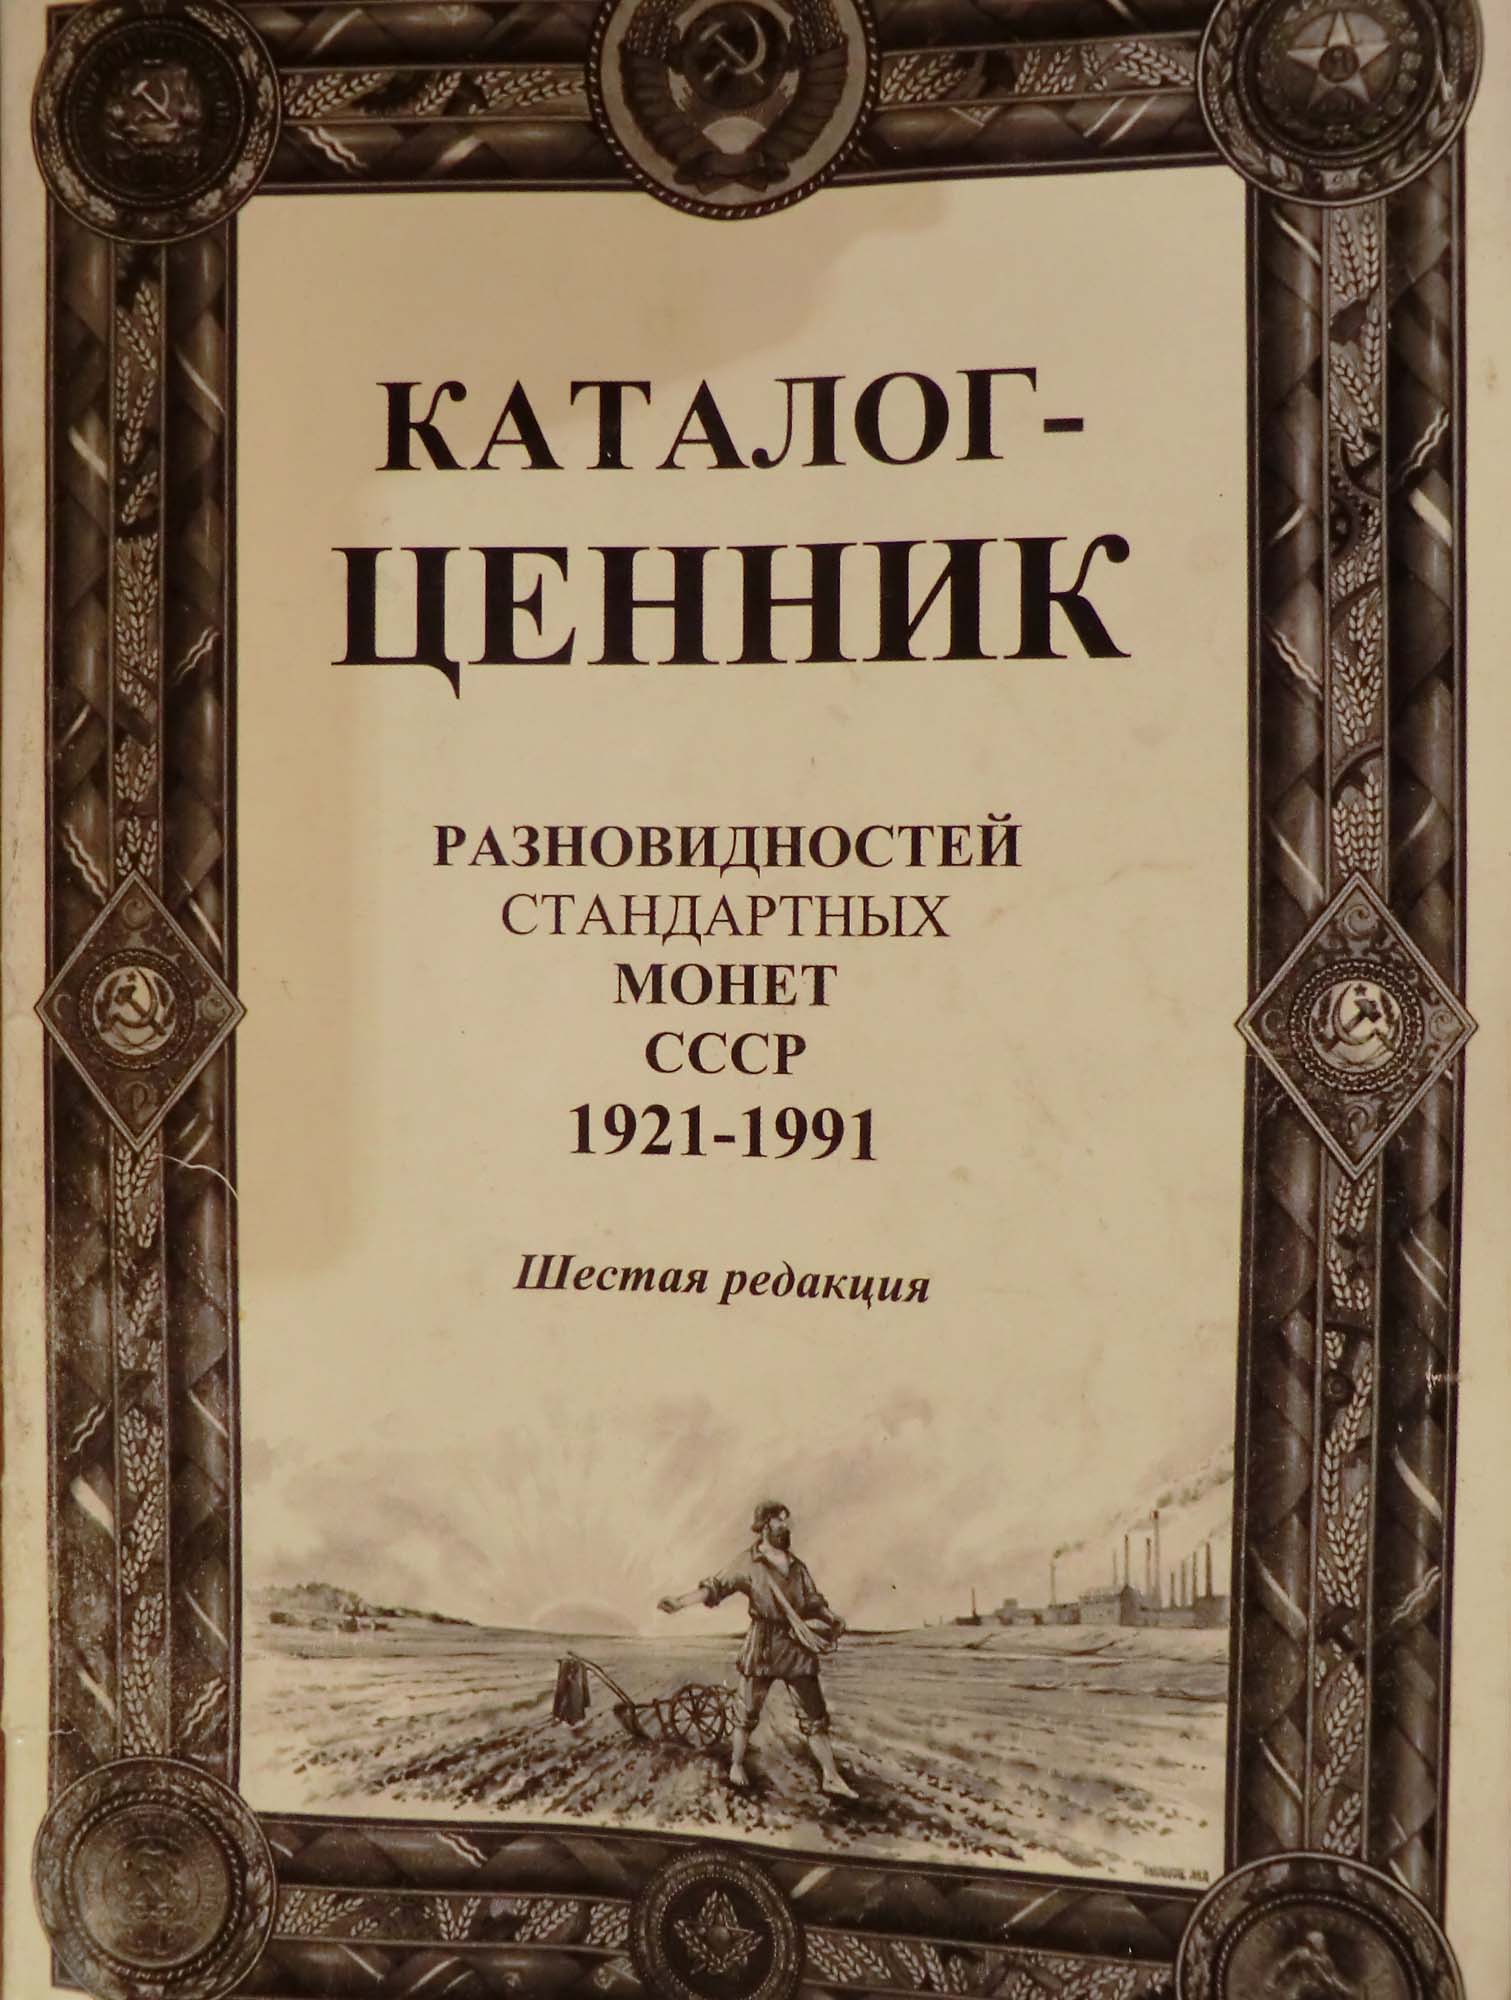 КАТАЛОГ-
ЦЕННИК
РАЗНОВИДНОСТЕЙ
СТАНДАРТНЫХ
МОНЕТ
СССР
1921-1991
Шестая редакция